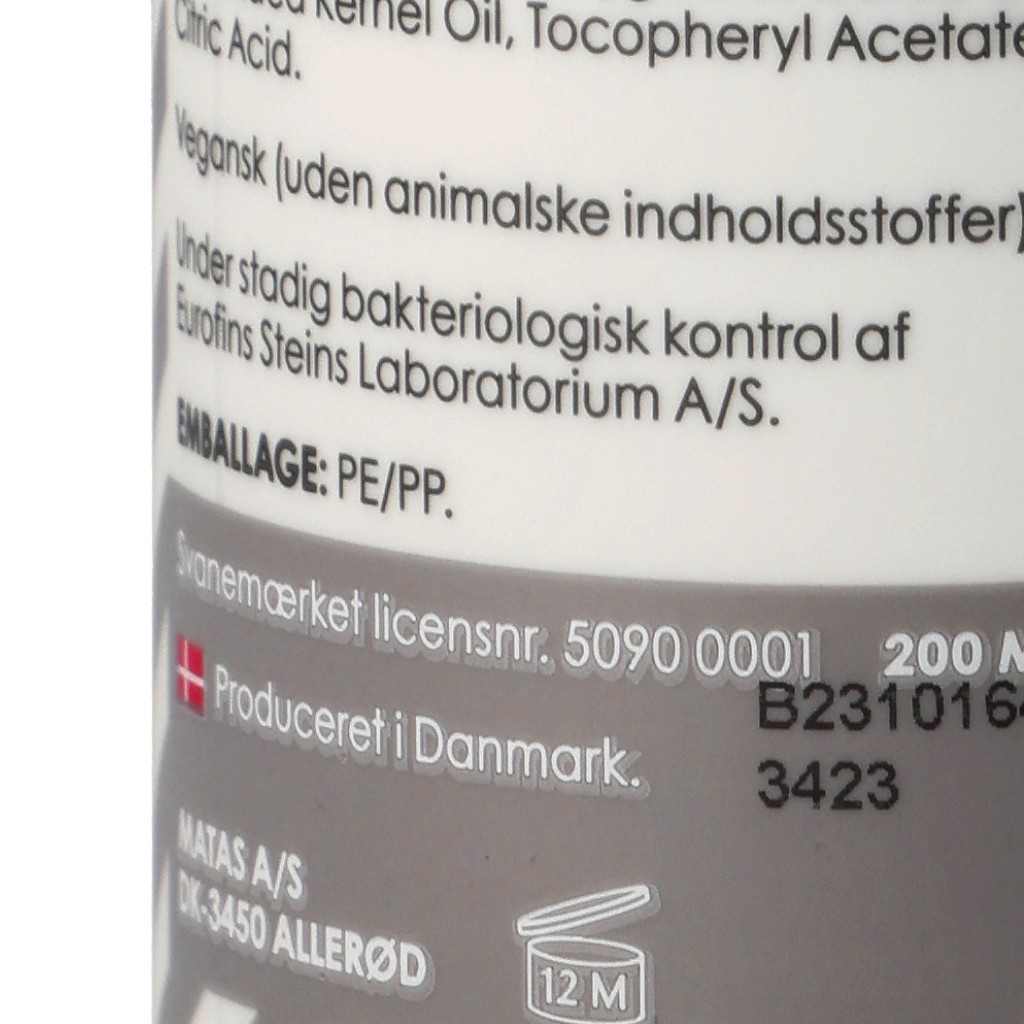 Kernel Oil, Tocopheryl Acetate
Citric Acid.
Vegansk (uden animalske indholdsstoffer)
Under stadig bakteriologisk kontrol af
Eurofins Steins Laboratorium A/S.
EMBALLAGE: PE/PP.
Svanemærket licensnr. 5090 0001 200 M
B2310164
Produceret i Danmark.
3423
MATAS A/S
DK-3450 ALLERØD
12 M